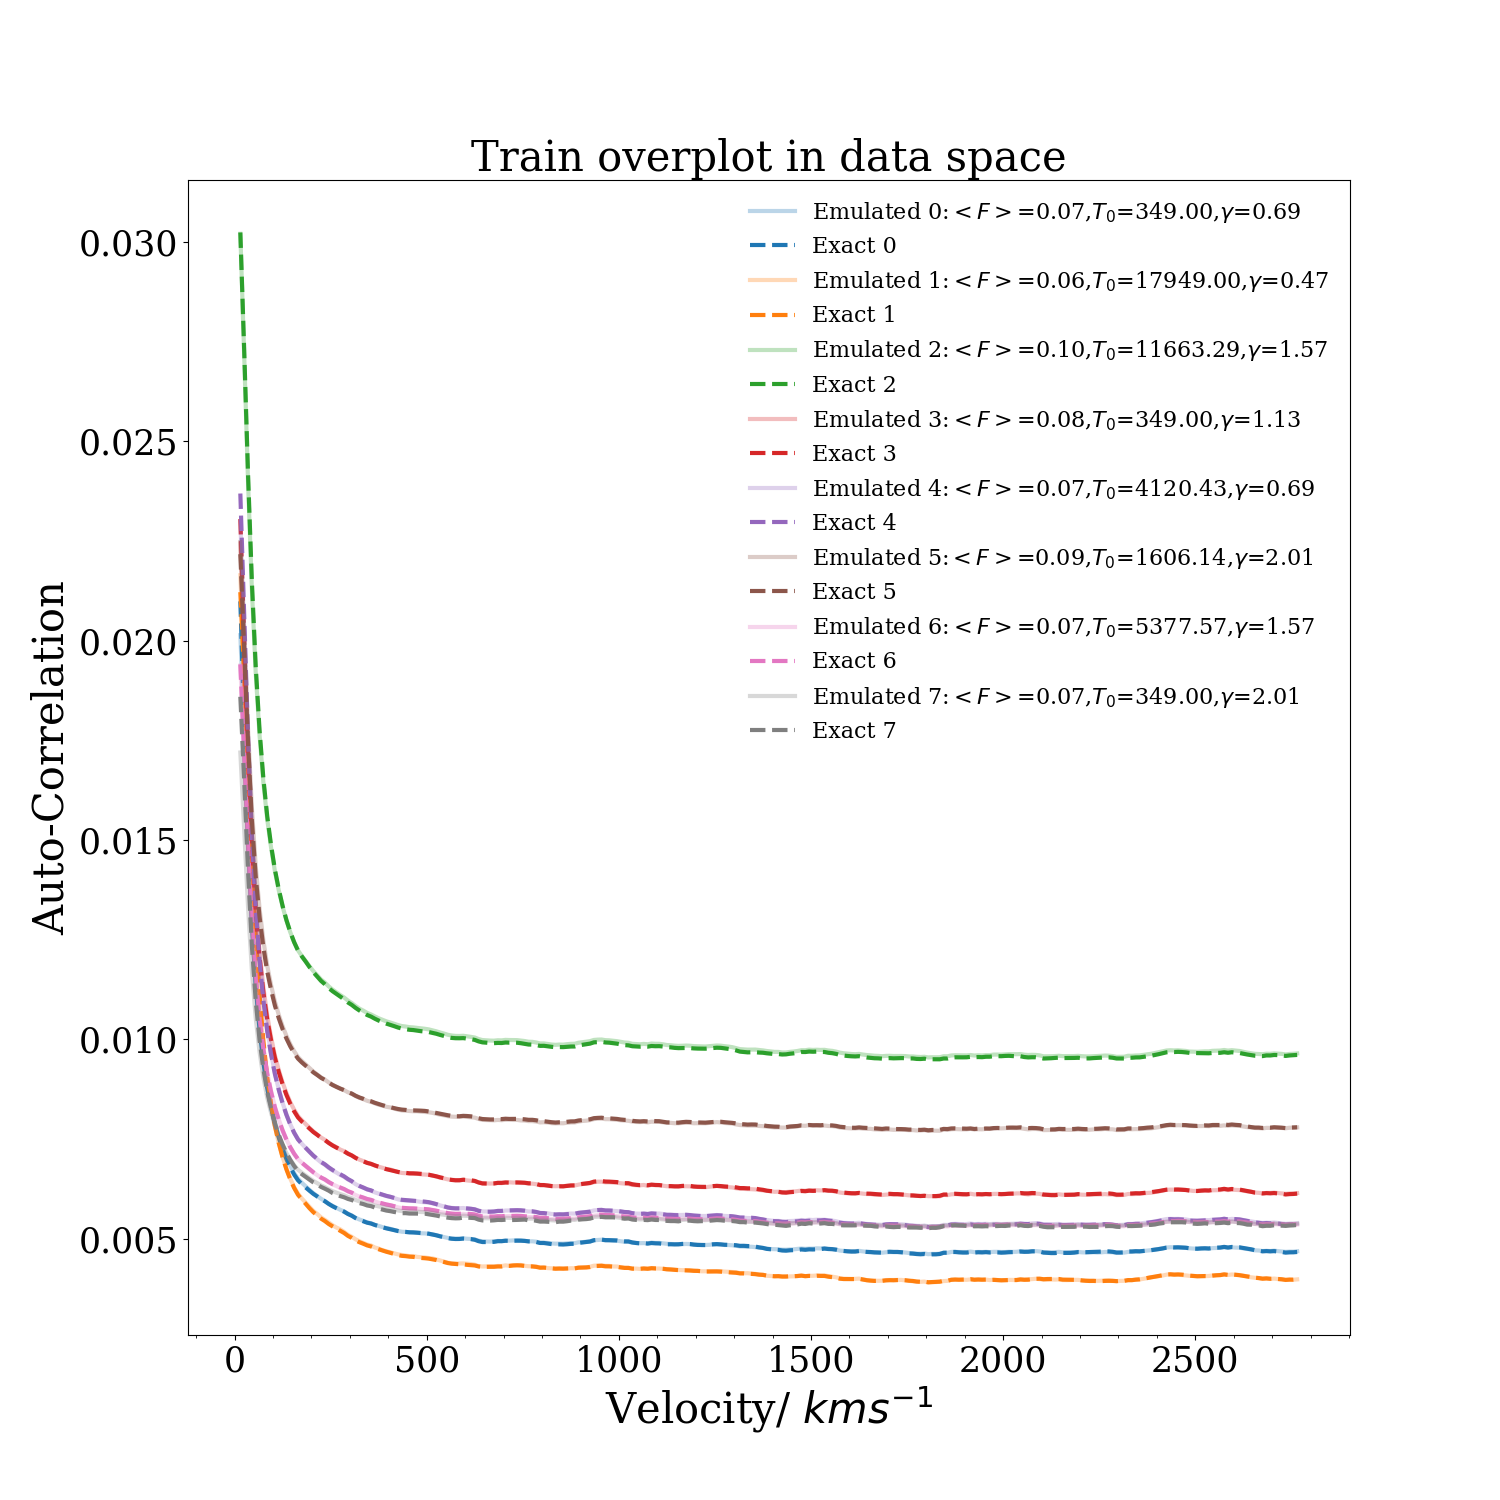 Train overplot in data space
Emulated 0:<F>=0.07,T₀=349.00,γ=0.69
Exact 0
Emulated 1:<F>=0.06,T₀=17949.00,γ=0.47
Exact 1
Emulated 2:<F>=0.10,T₀=11663.29,γ=1.57
Exact 2
Emulated 3:<F>=0.08,T₀=349.00,γ=1.13
Exact 3
Emulated 4:<F>=0.07,T₀=4120.43,γ=0.69
Exact 4
Emulated 5:<F>=0.09,T₀=1606.14,γ=2.01
Exact 5
Emulated 6:<F>=0.07,T₀=5377.57,γ=1.57
Exact 6
Emulated 7:<F>=0.07,T₀=349.00,γ=2.01
Exact 7
Auto-Correlation
0.030
0.025
0.020
0.015
0.010
0.005
0 500 1000 1500 2000 2500
Velocity/ kms⁻¹